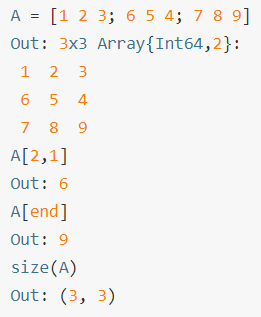 A = [1 2 3; 6 5 4; 7 8 9]
Out: 3x3 Array{Int64,2}:
1 2 3
6 5 4
7 8 9
A[2,1]
Out: 6
A[end]
Out: 9
size(A)
Out: (3, 3)